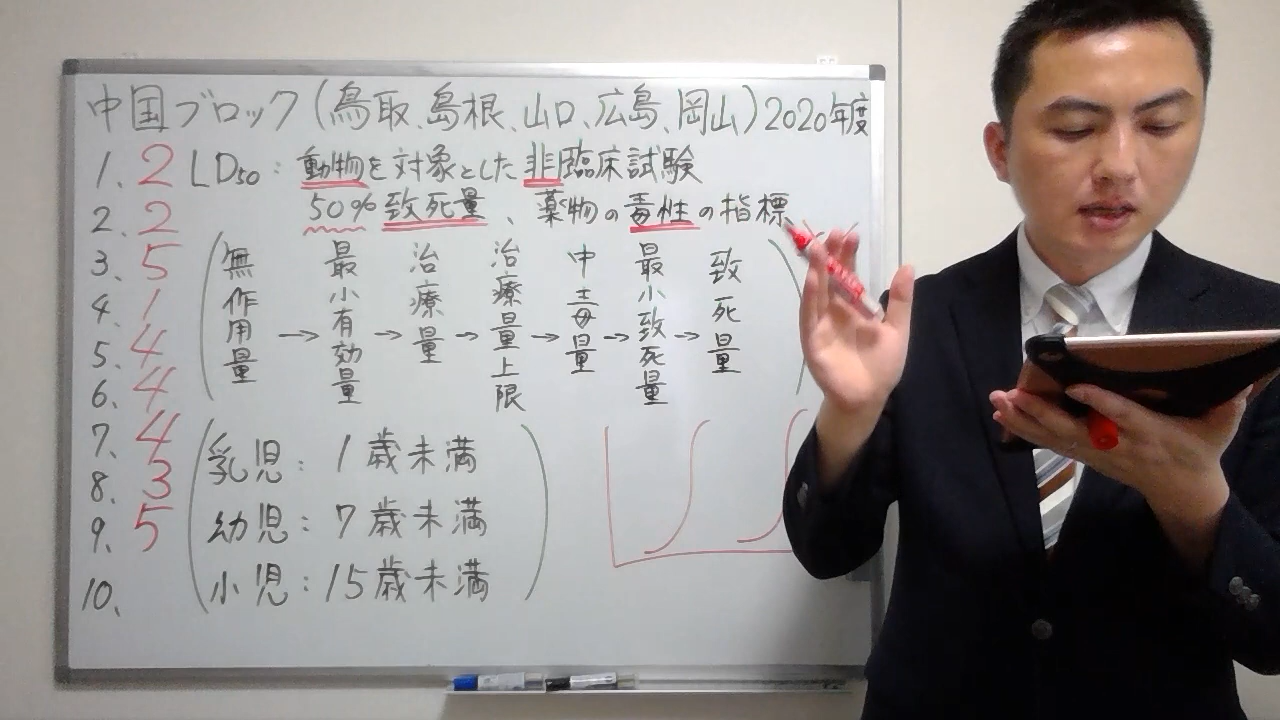 中国ブロック(鳥取、島根、山口、広島、岡山)2020年度
1. 2 LD50:動物を対象とした非臨床試験
2. 2 50%致死量、薬物の毒性の指標
3. 5
4. 1
5. 4
6. 4
7. 4
8. 3
9. 5
10.
(無作用量→最小有効量→治療量→治療量上限→中毒量→最小致死量→致死量)
乳児:1歳未満
幼児:7歳未満
小児:15歳未満